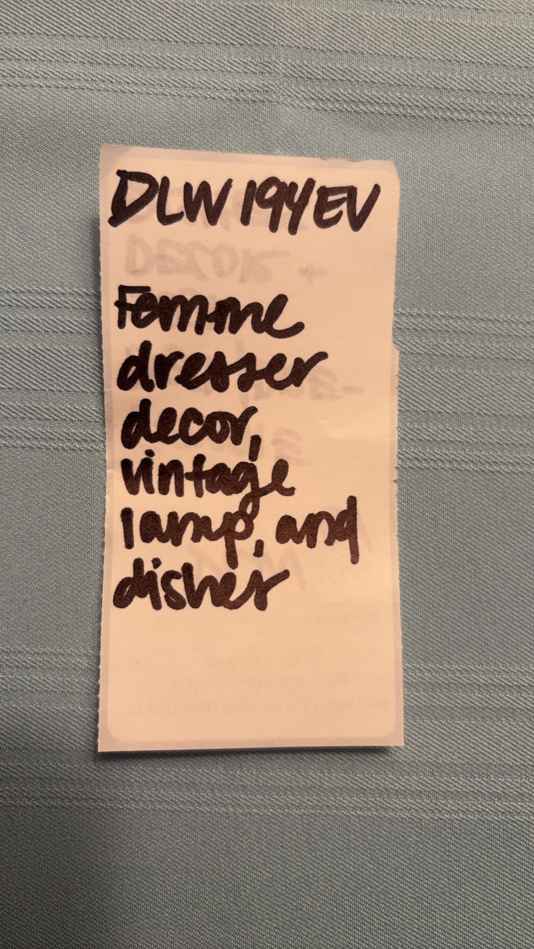 DLW 194EV
Femme
dresser
decor,
vintage
lamp, and
dishes